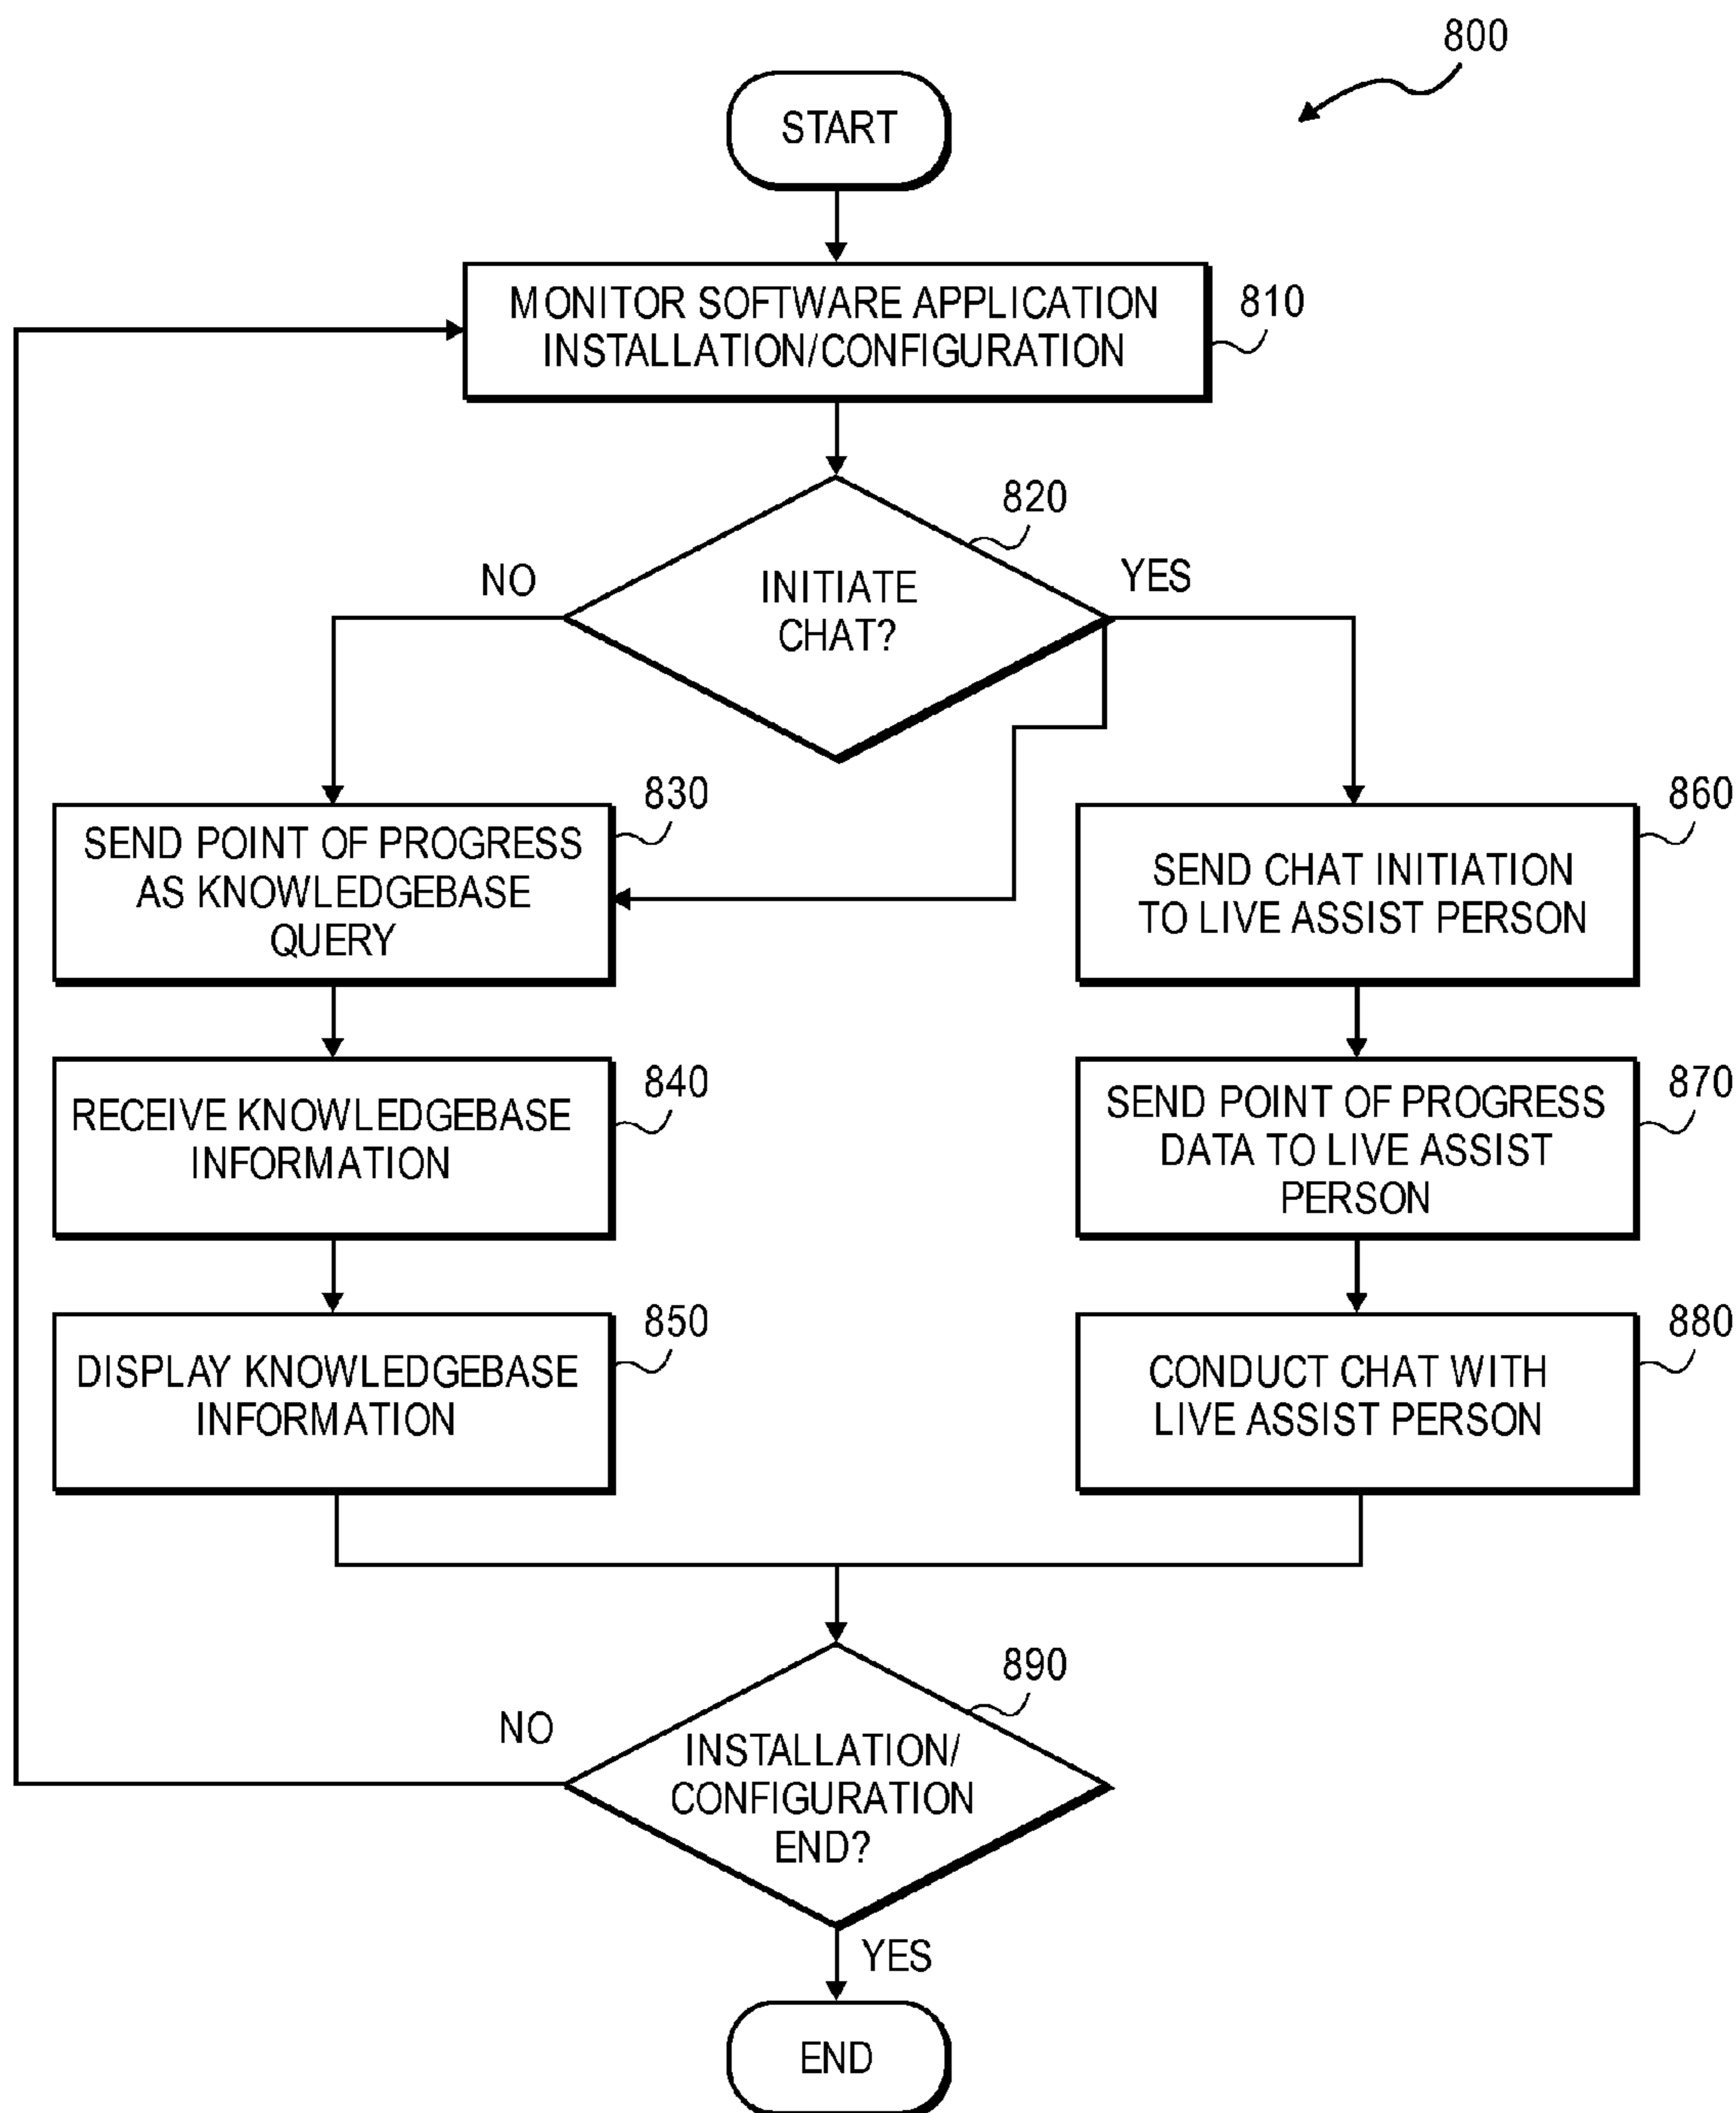 800
START
MONITOR SOFTWARE APPLICATION
INSTALLATION/CONFIGURATION
810
820
NO
YES
INITIATE
CHAT?
830
SEND POINT OF PROGRESS
AS KNOWLEDGEBASE
QUERY
860
SEND CHAT INITIATION
TO LIVE ASSIST PERSON
840
RECEIVE KNOWLEDGEBASE
INFORMATION
870
SEND POINT OF PROGRESS
DATA TO LIVE ASSIST
PERSON
850
DISPLAY KNOWLEDGEBASE
INFORMATION
880
CONDUCT CHAT WITH
LIVE ASSIST PERSON
890
NO
INSTALLATION/
CONFIGURATION
END?
YES
END